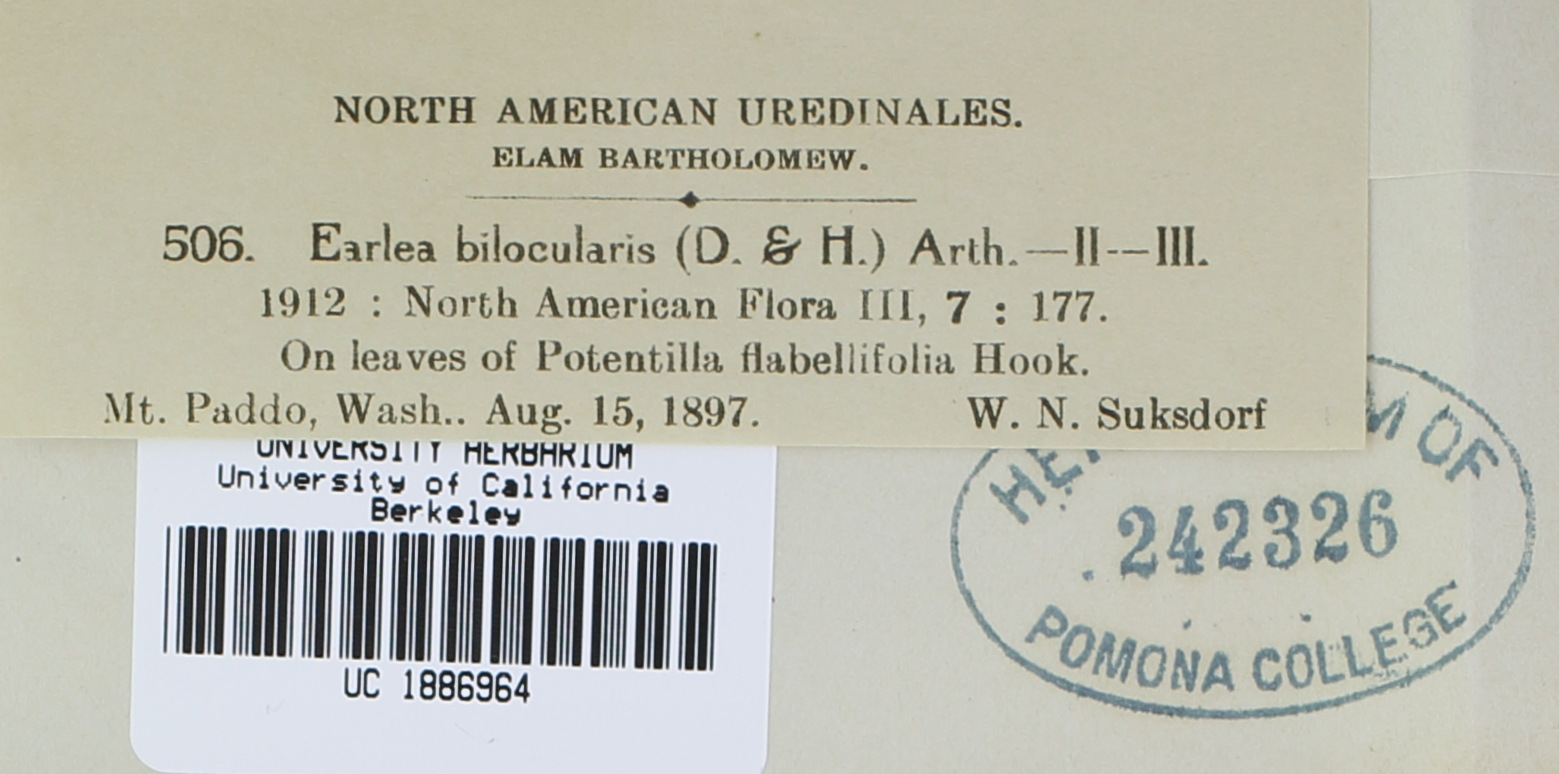 NORTH AMERICAN UREDINALES.
ELAM BARTHOLOMEW.
506. Earlea bilocularis (D. & H.) Arth.—II--III.
1912 : North American Flora III, 7 : 177.
On leaves of Potentilla flabellifolia Hook.
Mt. Paddo, Wash.. Aug. 15, 1897. W. N. Suksdorf
UNIVERSITY HERBARIUM
University of California
Berkeley
UC 1886964
OF
242326
POMONA COLLEGE